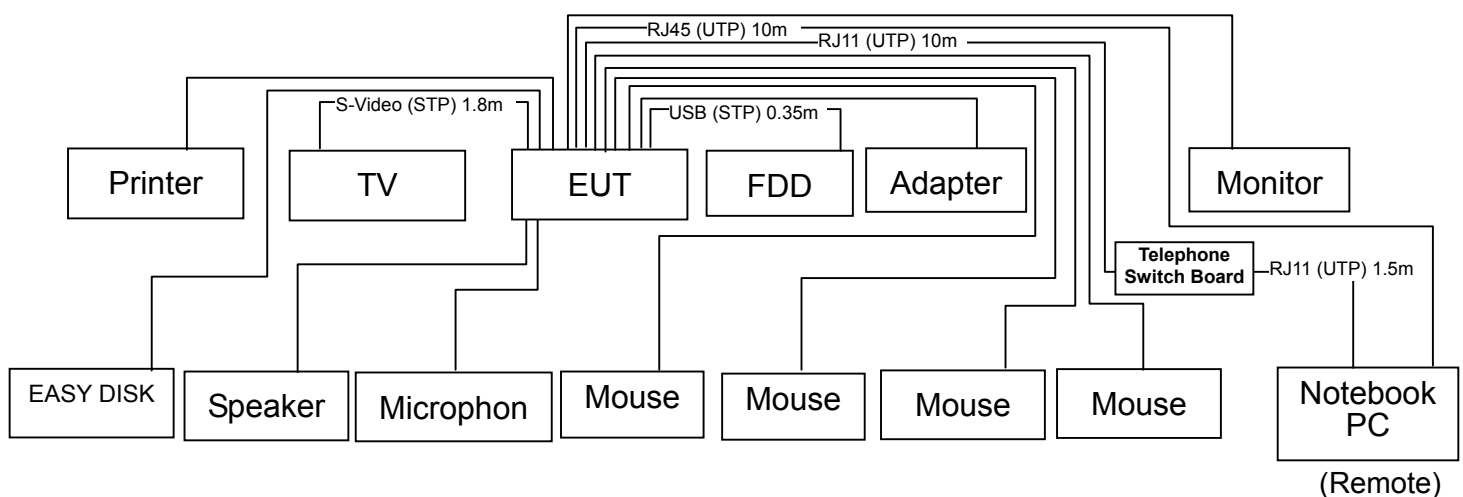 RJ45 (UTP) 10m
RJ11 (UTP) 10m
S-Video (STP) 1.8m
USB (STP) 0.35m
Printer
TV
EUT
FDD
Adapter
Monitor
Telephone
Switch Board
RJ11 (UTP) 1.5m
EASY DISK
Speaker
Microphon
Mouse
Mouse
Mouse
Mouse
Notebook
PC
(Remote)